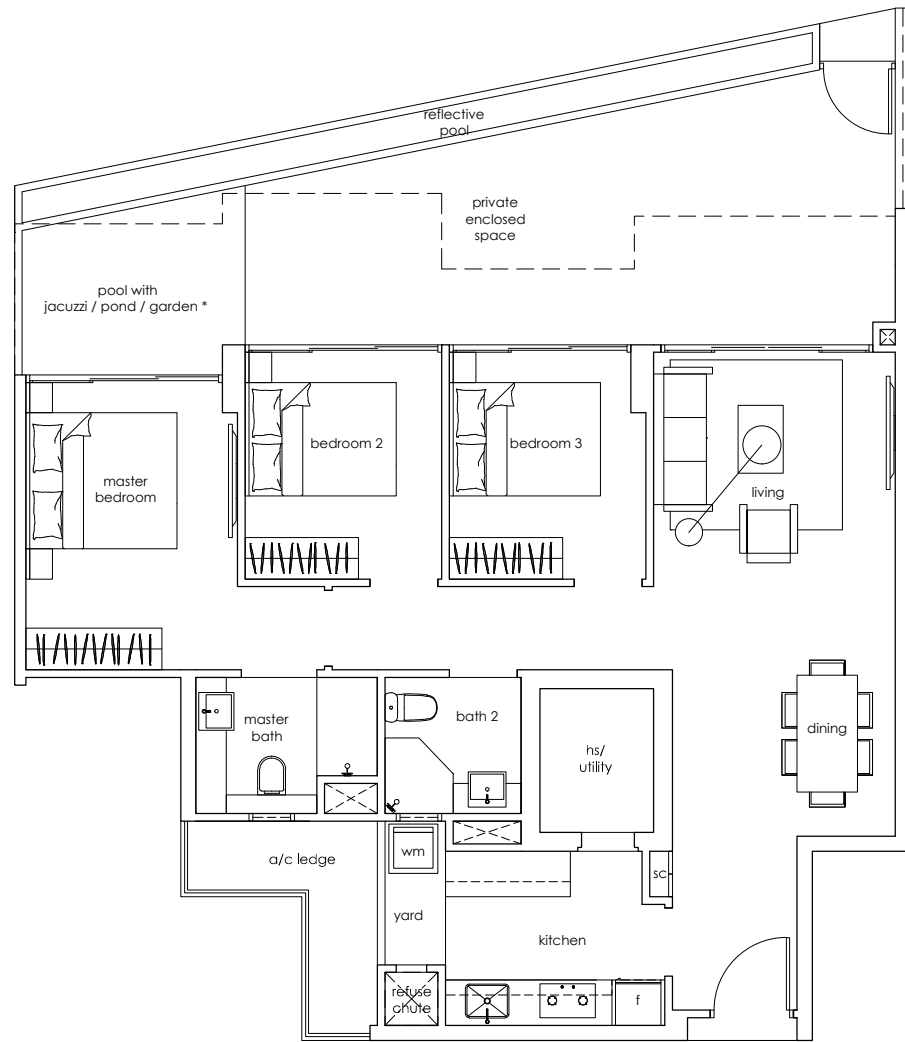 reflective
pool
private
enclosed
space
pool with
jacuzzi / pond / garden *
bedroom 2
bedroom 3
master
bedroom
living
master
bath
bath 2
dining
hs/
utility
wm
a/c ledge
sc
yard
kitchen
refuse
chute
f